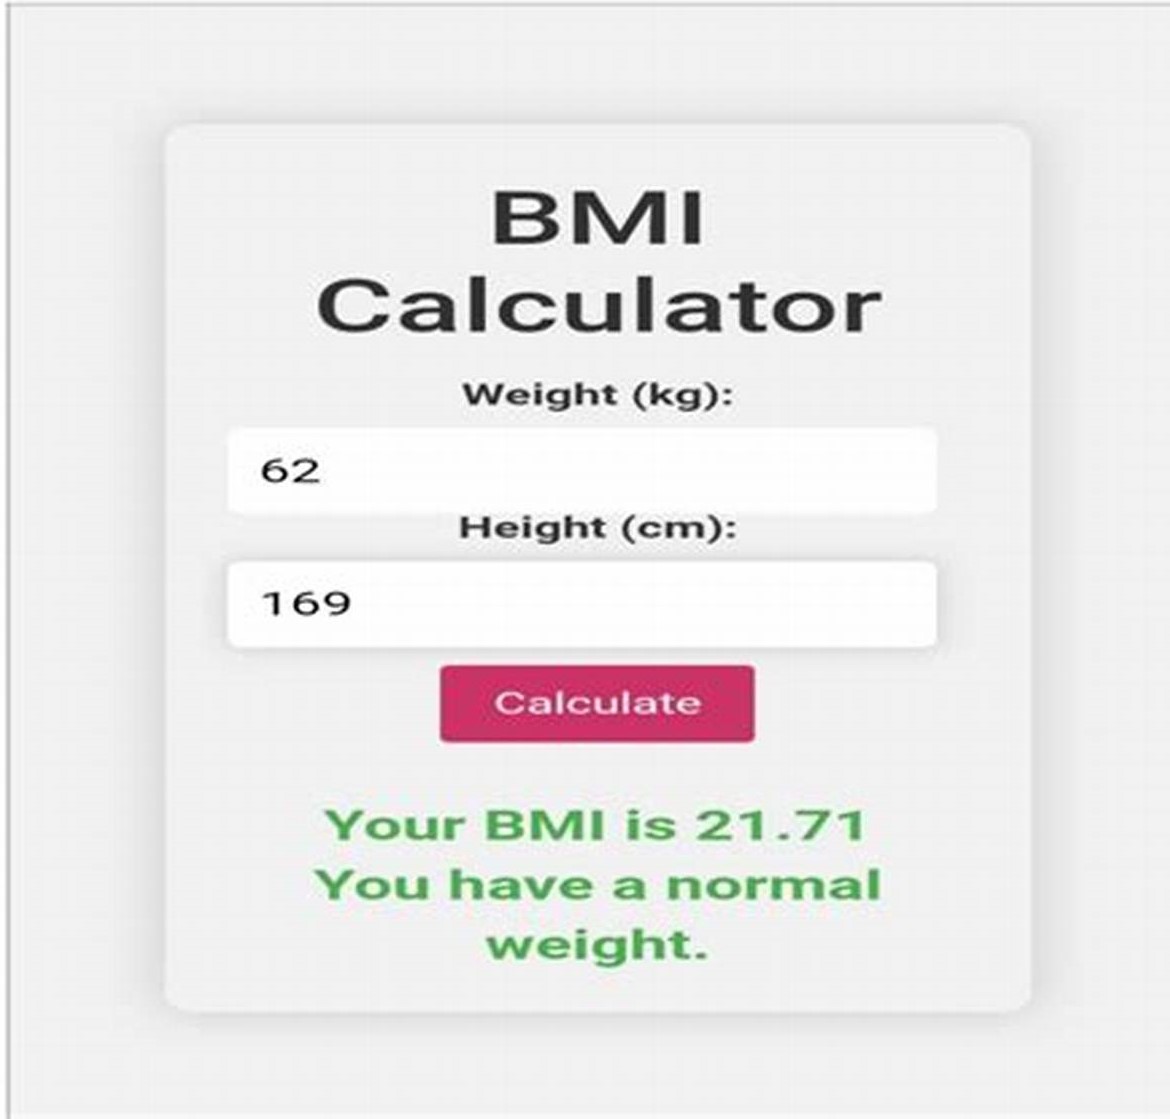 BMI
Calculator
Weight (kg):
62
Height (cm):
169
Calculate
Your BMI is 21.71
You have a normal
weight.